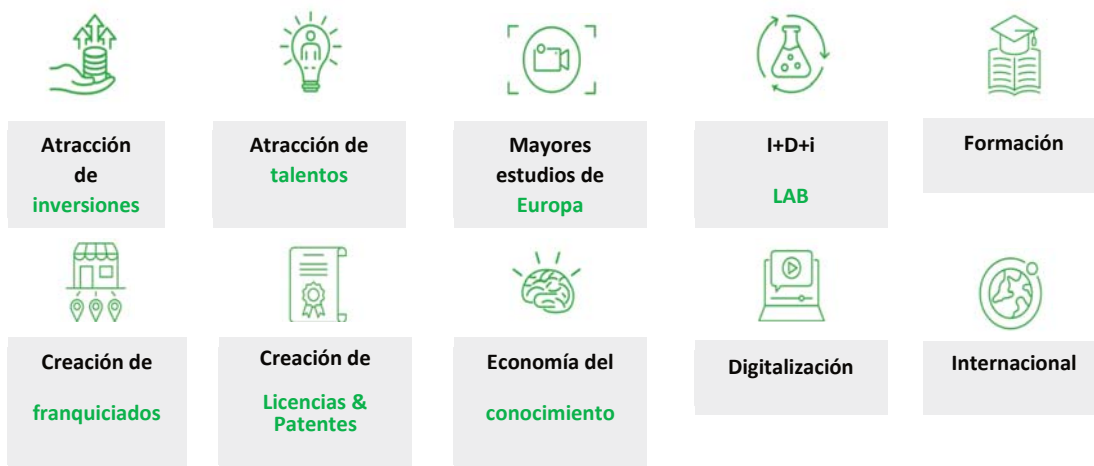 Atracción
de
inversiones
Atracción de
talentos
Mayores
estudios de
Europa
I+D+i
LAB
Formación
Creación de
franquiciados
Creación de
Licencias &
Patentes
Economía del
conocimiento
Digitalización
Internacional